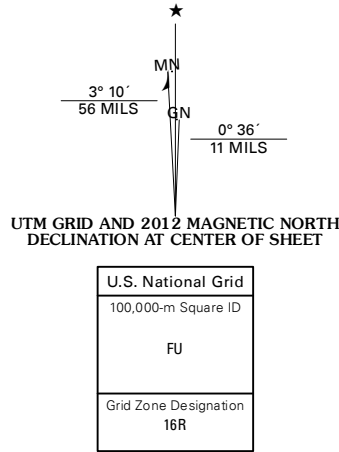 ★
MN
3° 10´
56 MILS
GN
0° 36´
11 MILS
UTM GRID AND 2012 MAGNETIC NORTH
DECLINATION AT CENTER OF SHEET
U.S. National Grid
100,000-m Square ID
FU
Grid Zone Designation
16R